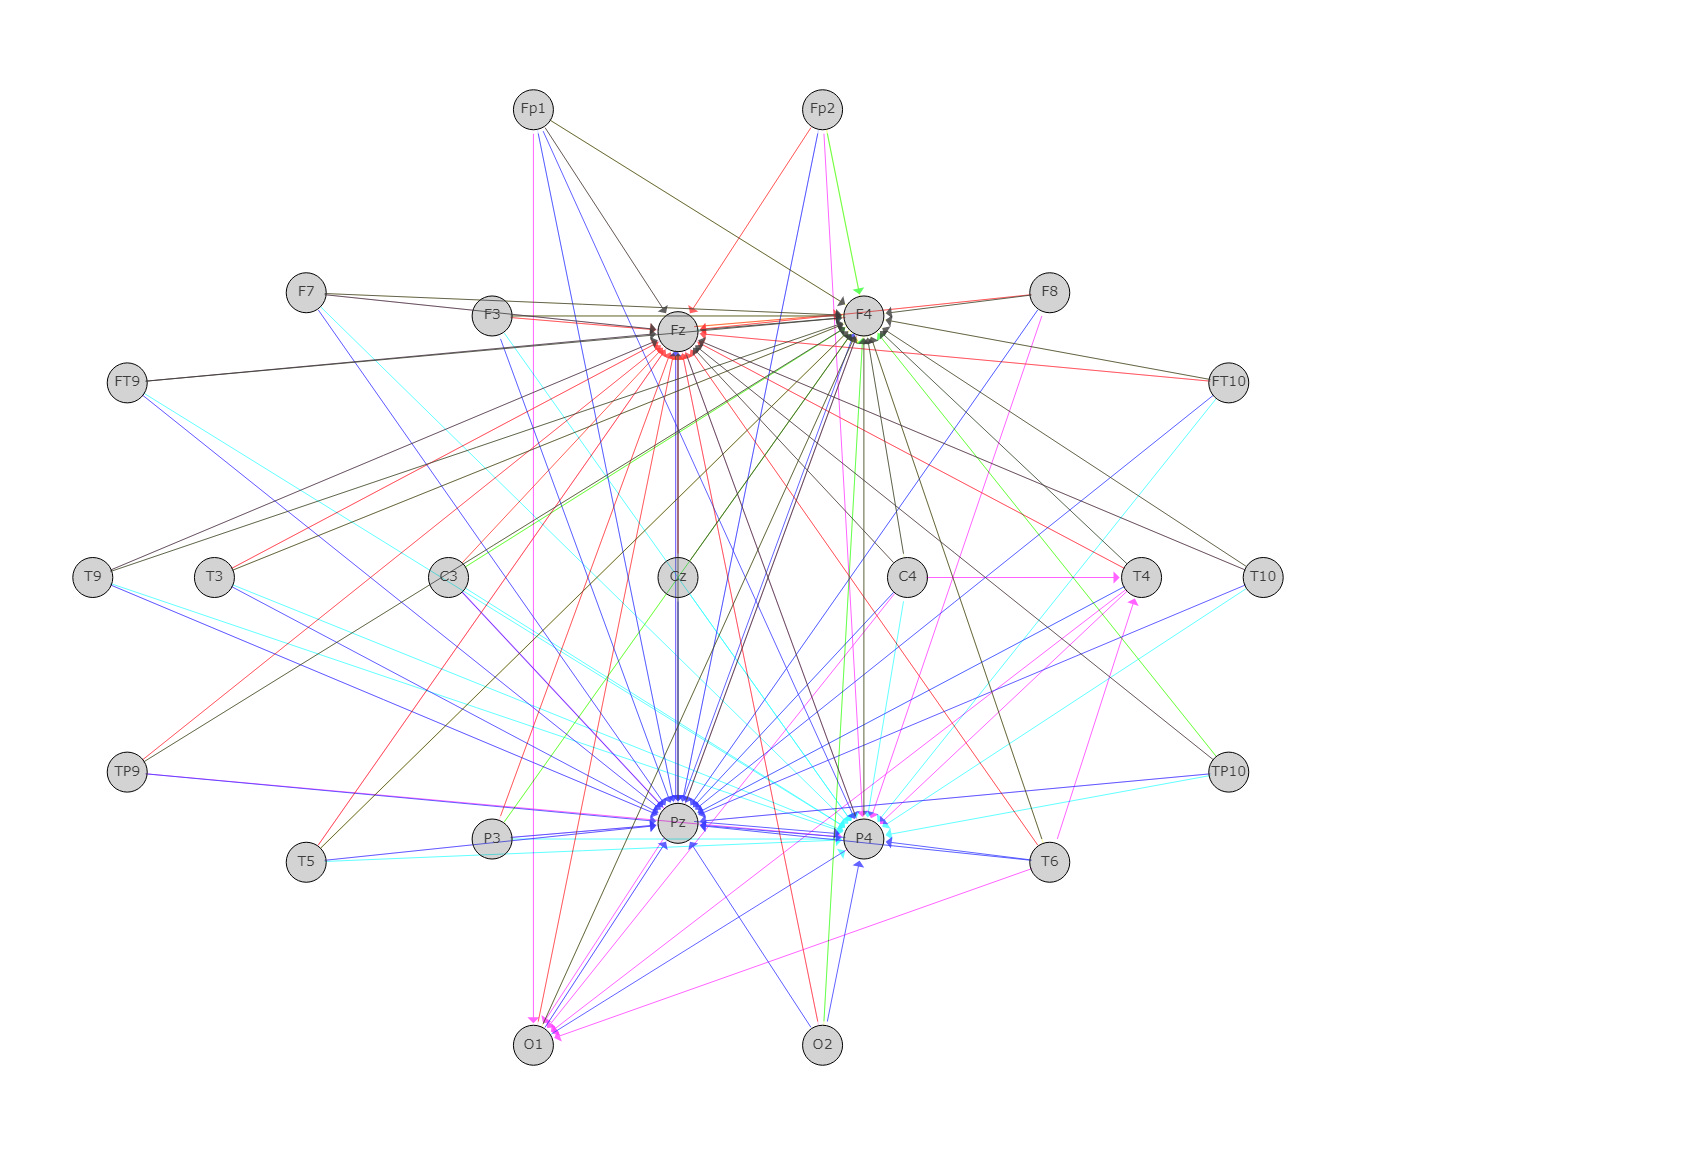 Fp1 Fp2
F7 F3 Fz F4 F8
FT9 FT10
T9 T3 C3 Cz C4 T4 T10
TP9 TP10
T5 P3 Pz P4 T6
O1 O2